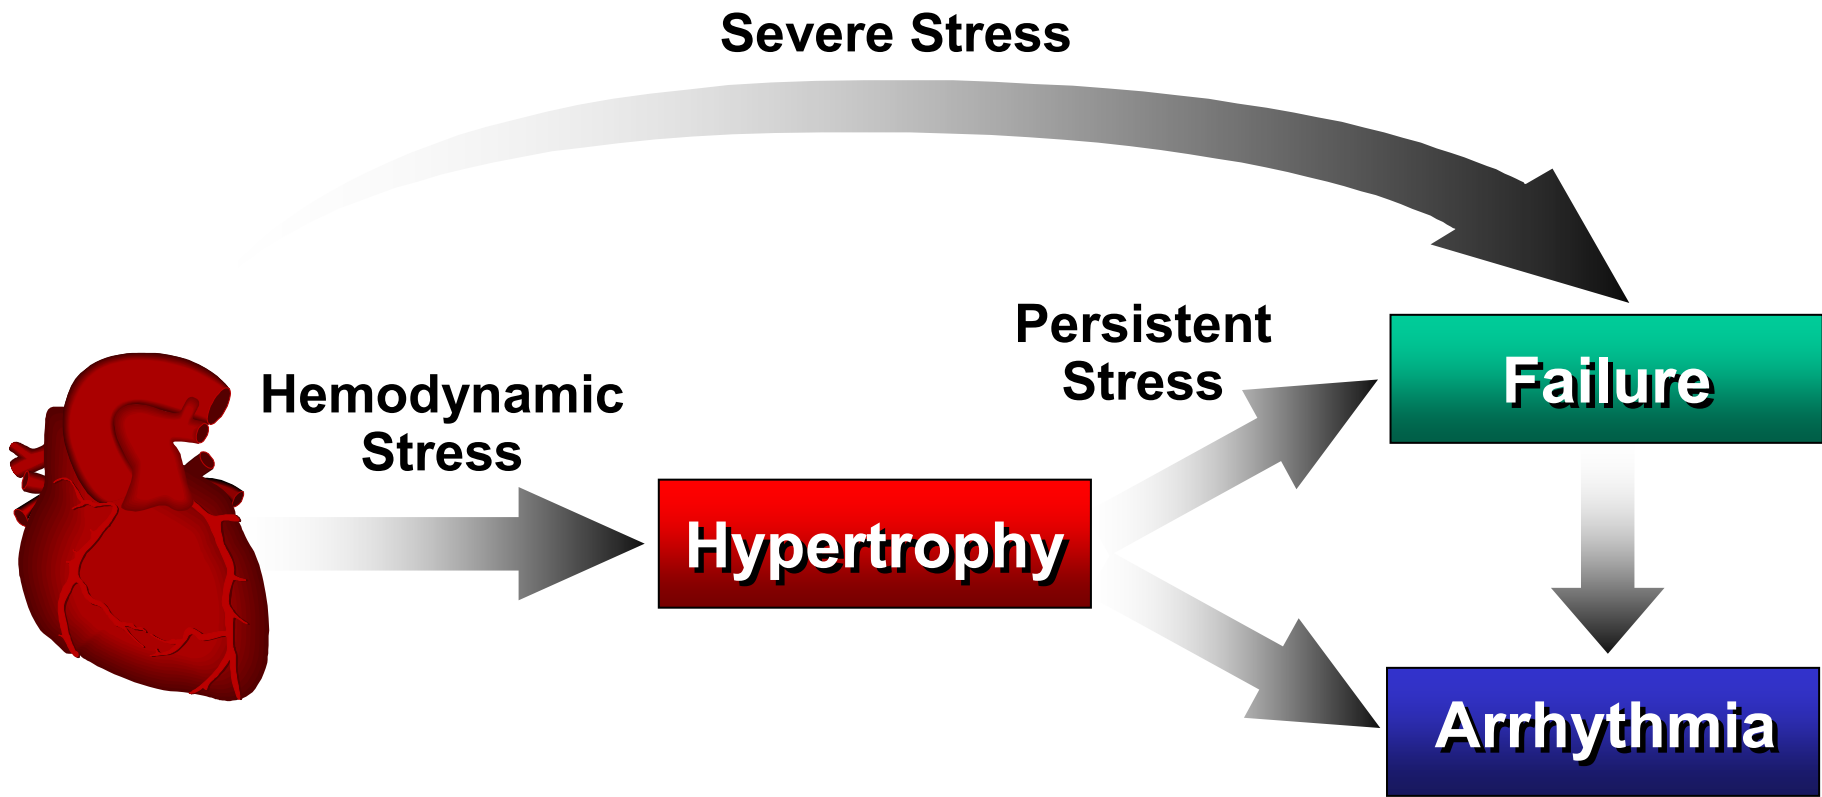 Severe Stress
Hemodynamic
Stress
Persistent
Stress
Hypertrophy
Failure
Arrhythmia